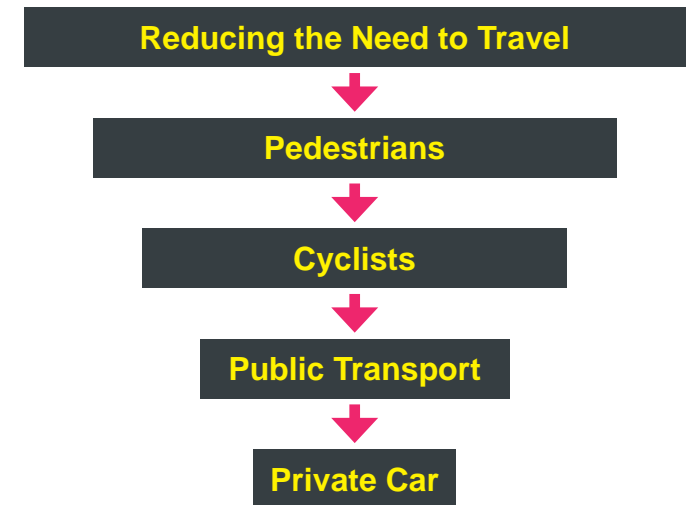 Reducing the Need to Travel
Pedestrians
Cyclists
Public Transport
Private Car